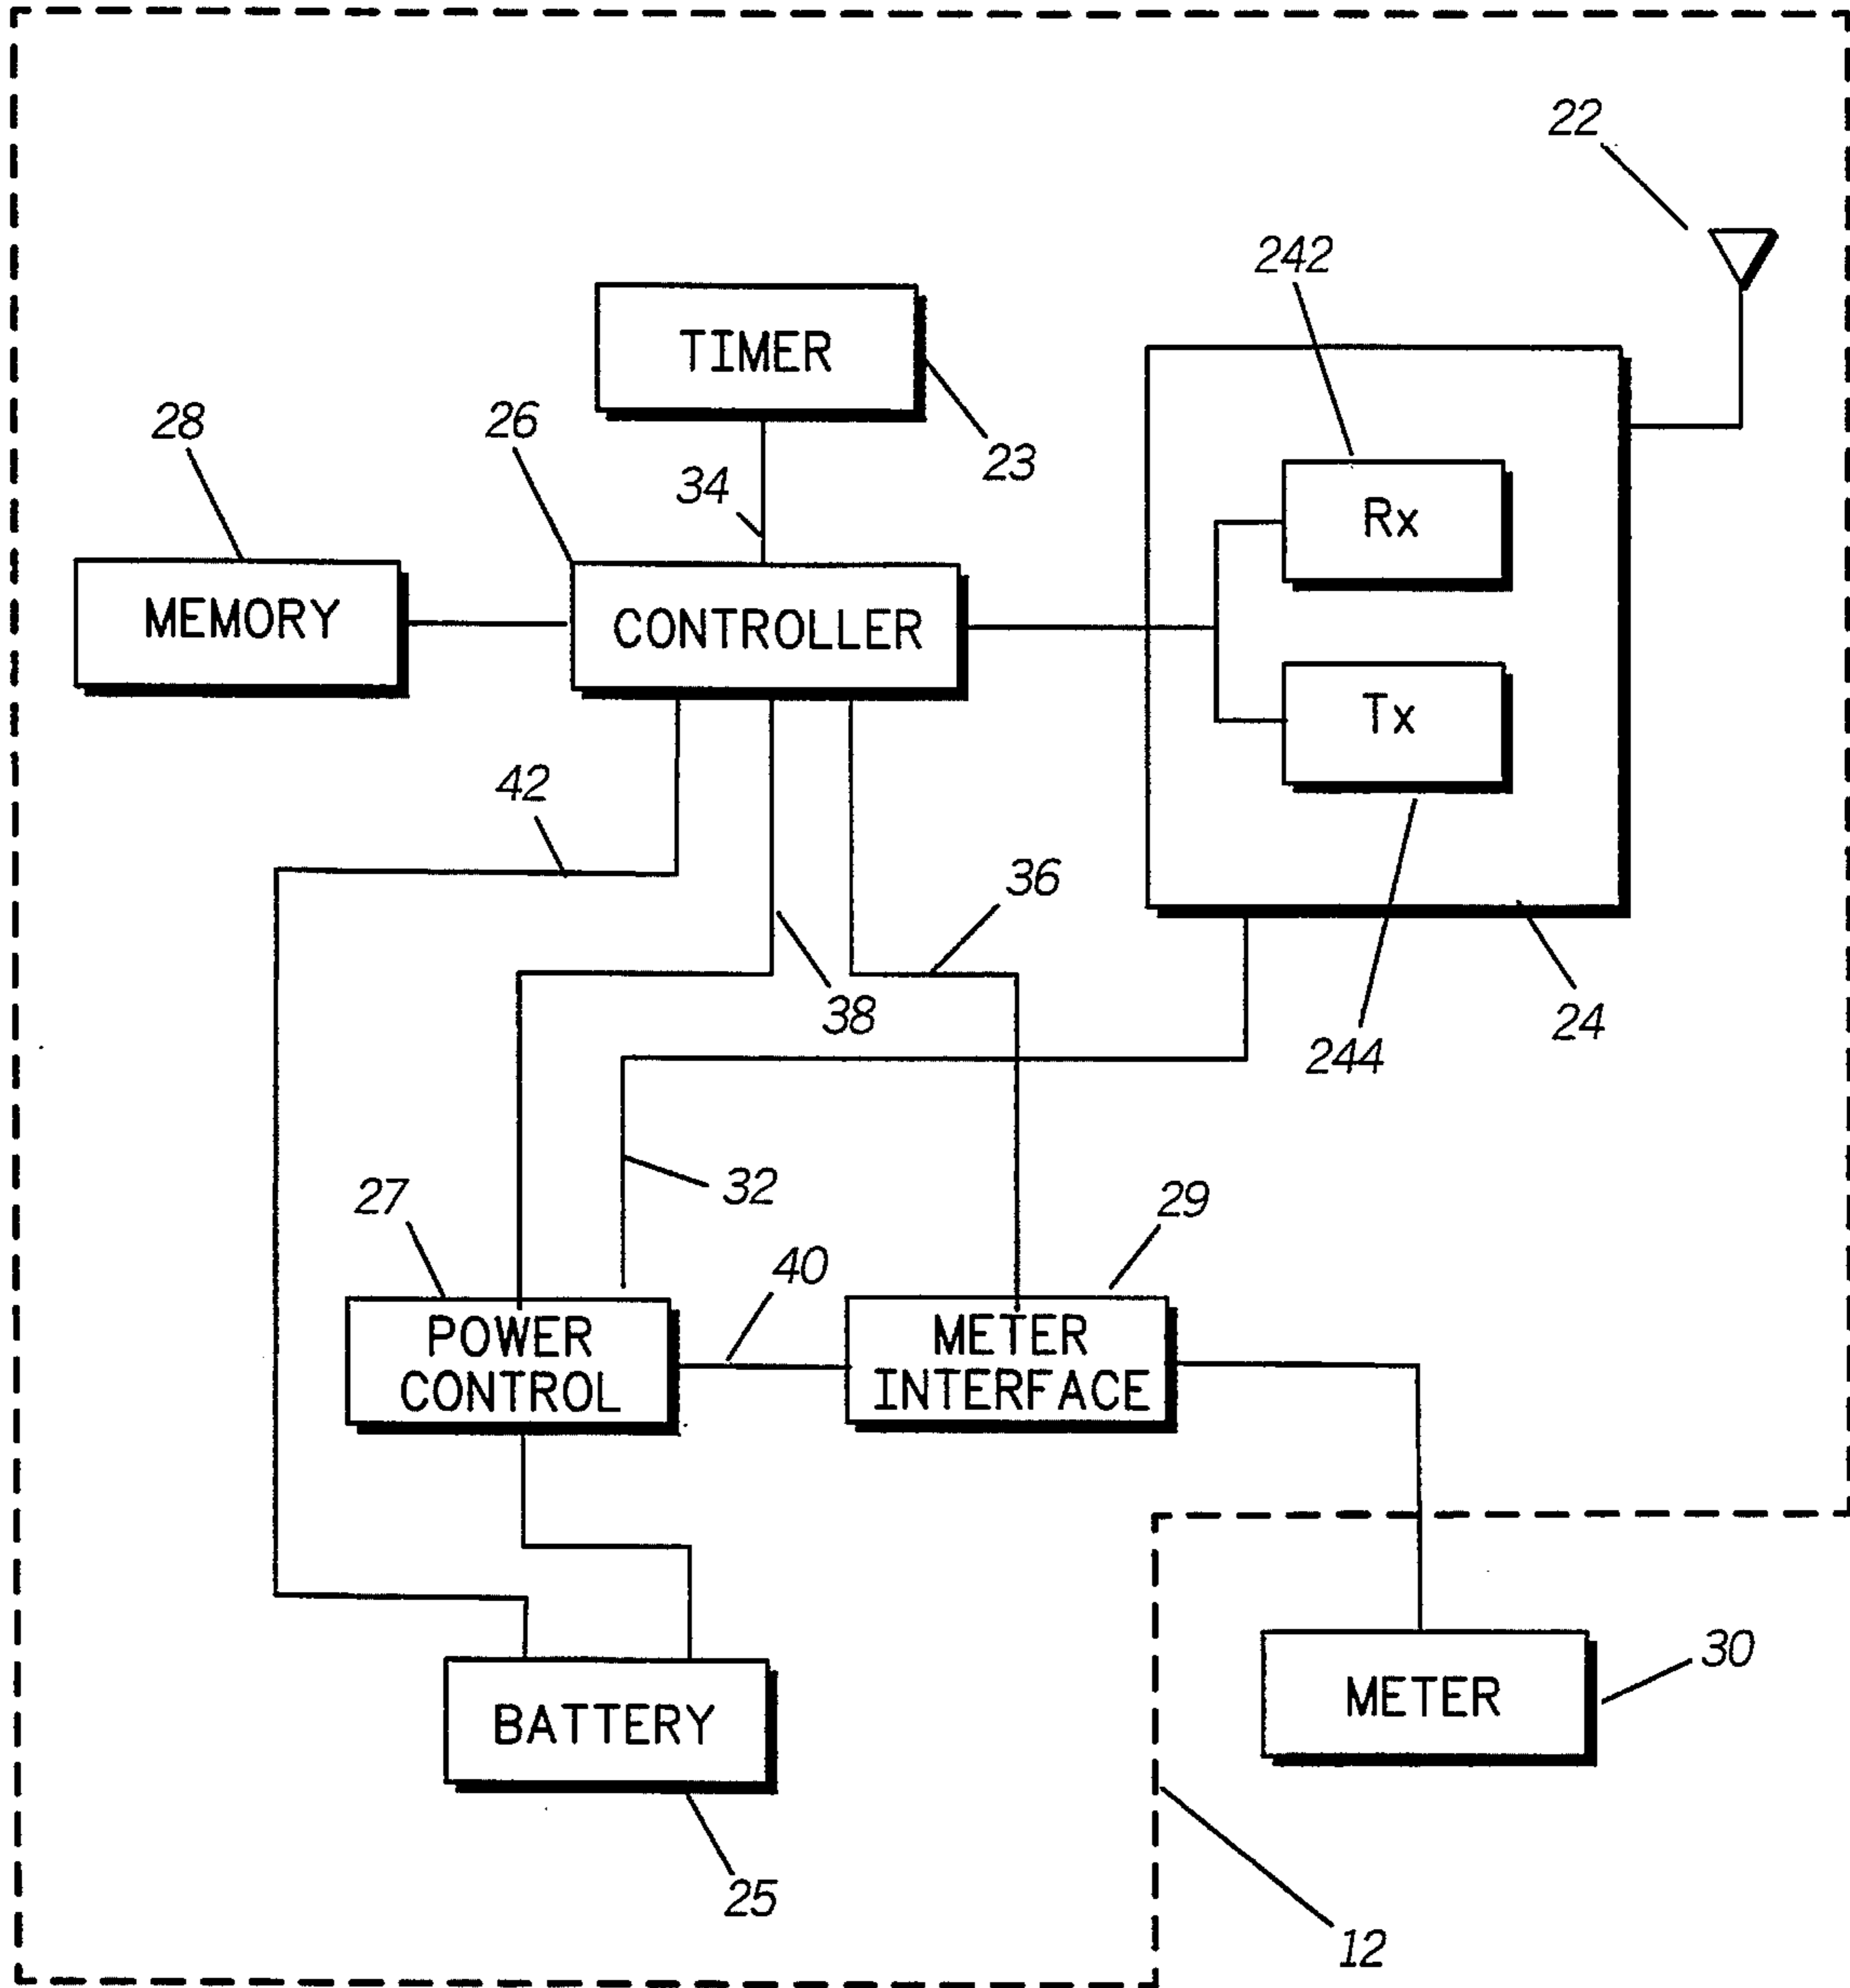 22
242
TIMER
23
28
26
34
Rx
MEMORY
CONTROLLER
Tx
42
36
38
24
244
32
27
29
40
POWER
CONTROL
METER
INTERFACE
30
METER
BATTERY
25
12